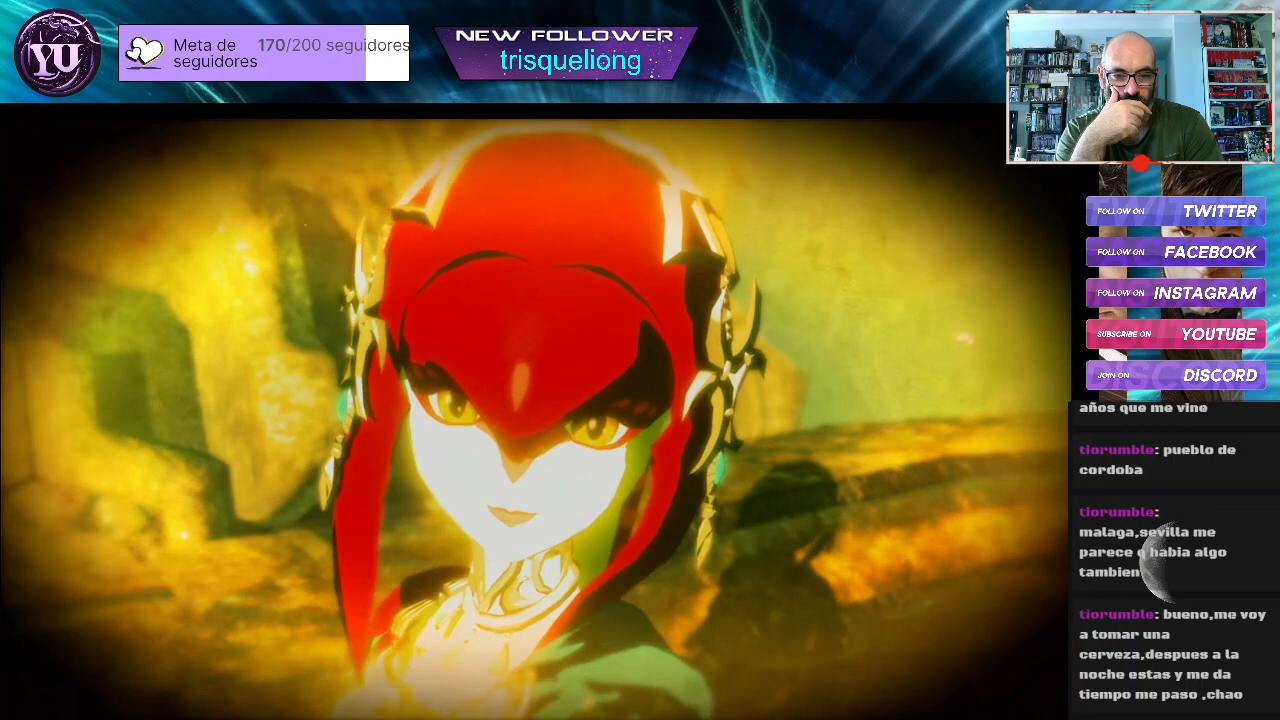 YU
Meta de
seguidores
170/200 seguidores
NEW FOLLOWER
trisqueliong
FOLLOW ON TWITTER
FOLLOW ON FACEBOOK
FOLLOW ON INSTAGRAM
SUBSCRIBE ON YOUTUBE
JOIN ON DISCORD
años que me vine
tiorumble: pueblo de
cordoba
tiorumble:
malaga,sevilla me
parece q habia algo
tambien
tiorumble: bueno,me voy
a tomar una
cerveza,despues a la
noche estas y me da
tiempo me paso ,chao